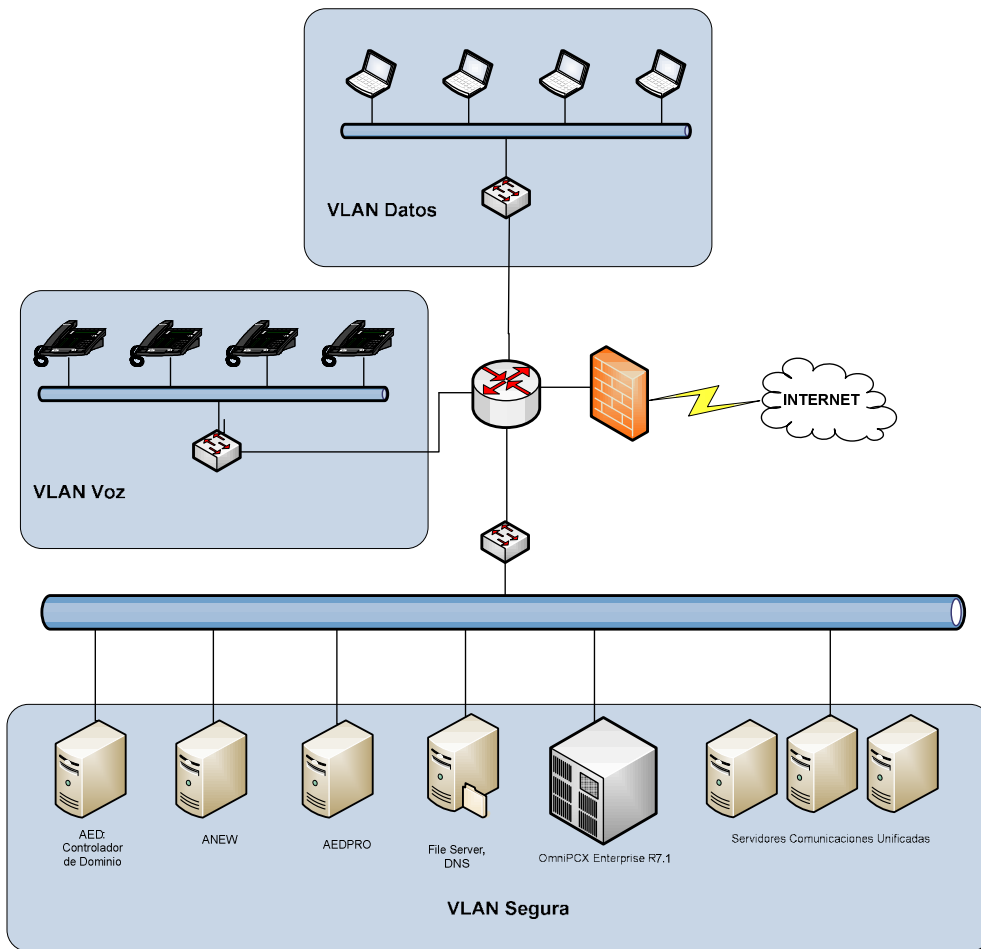 VLAN Datos
INTERNET
VLAN Voz
AED:
Controlador
de Dominio
ANEW
AEDPRO
File Server,
DNS
OmniPCX Enterprise R7.1
Servidores Comunicaciones Unificadas
VLAN Segura